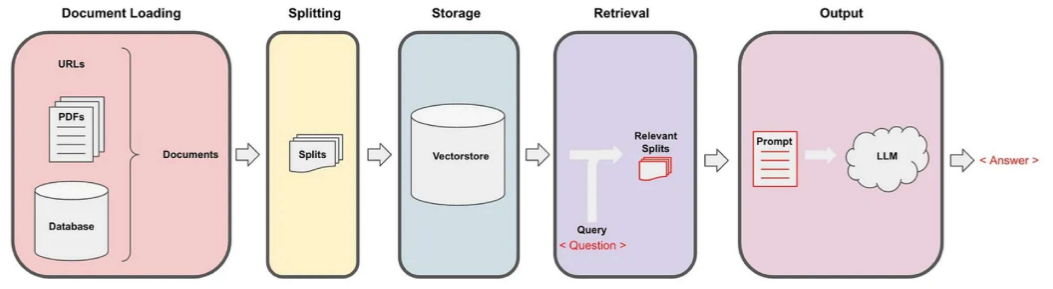 Document Loading
Splitting
Storage
Retrieval
Output
URLs
PDFs
Database
Documents
Splits
Vectorstore
Relevant
Splits
Query
< Question >
Prompt
LLM
< Answer >